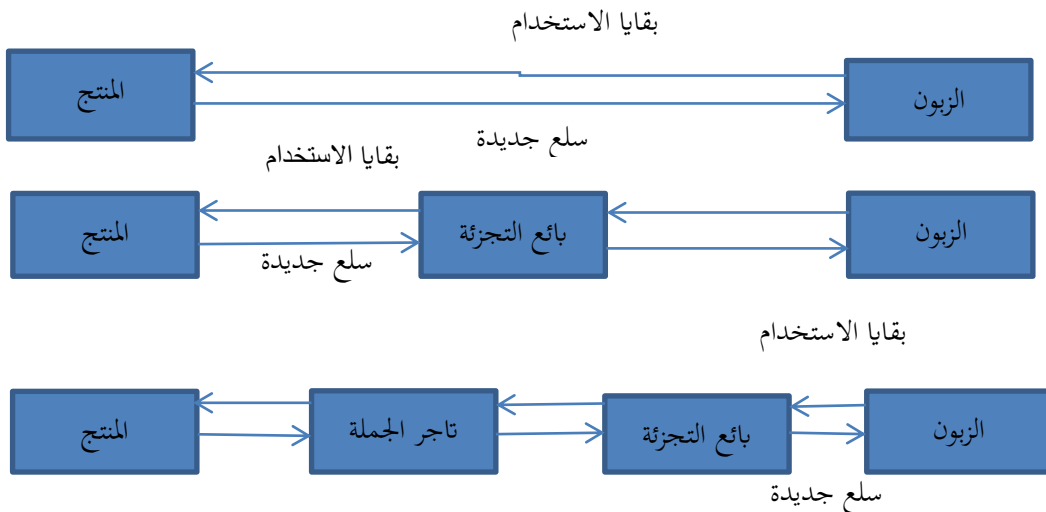 بقايا الاستخدام
الزبون
المنتج
سلع جديدة
بقايا الاستخدام
الزبون
بائع التجزئة
المنتج
سلع جديدة
بقايا الاستخدام
الزبون
بائع التجزئة
تاجر الجملة
المنتج
سلع جديدة